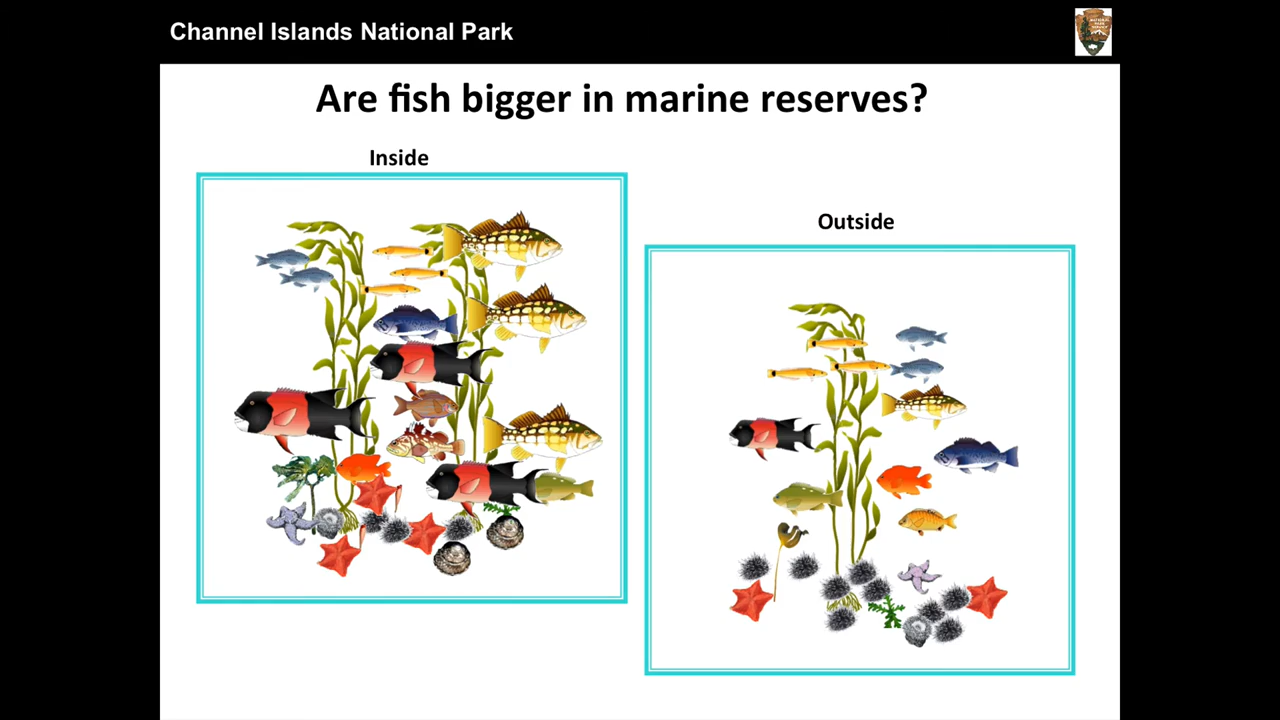 Channel Islands National Park
Are fish bigger in marine reserves?
Inside
Outside